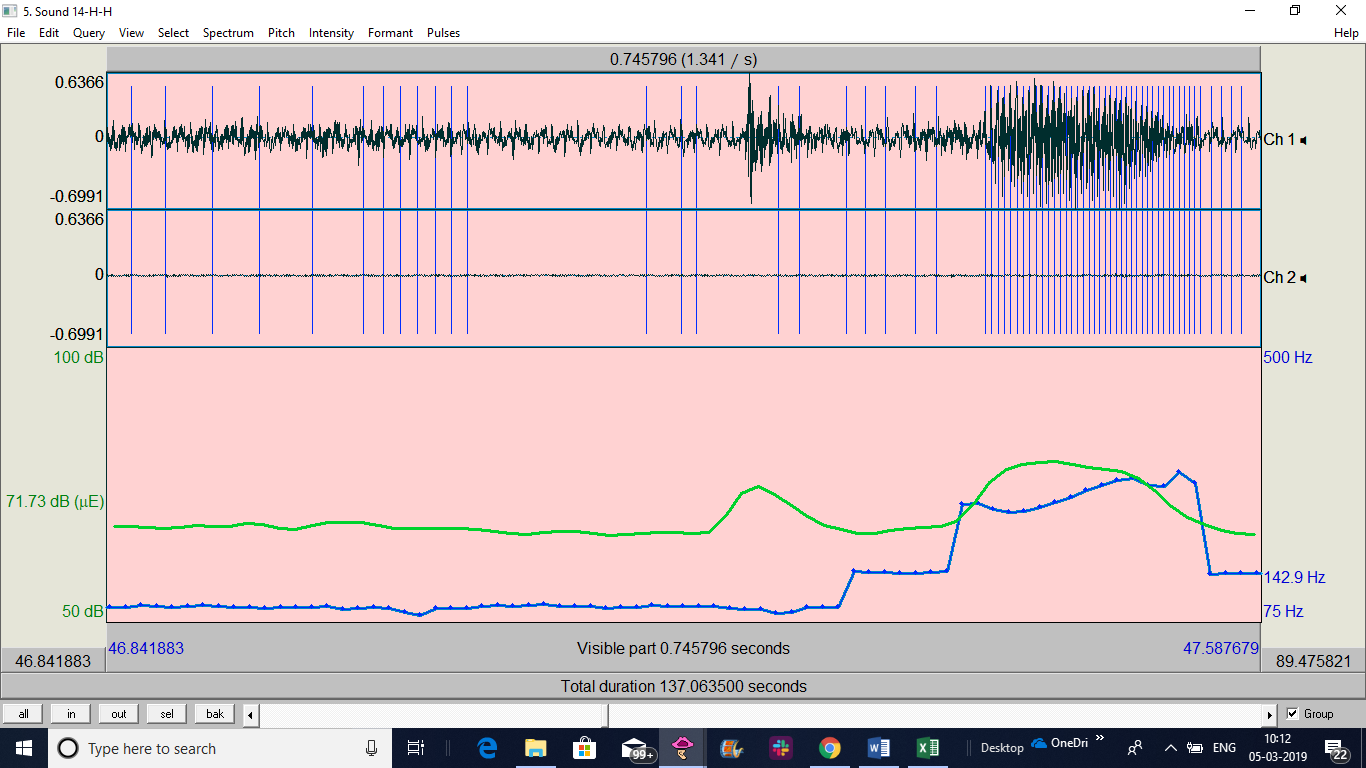 5. Sound 14-H-H
File Edit Query View Select Spectrum Pitch Intensity Formant Pulses Help
0.745796 (1.341 / s)
0.6366
0
-0.6991
Ch 1
0.6366
0
-0.6991
Ch 2
100 dB
500 Hz
71.73 dB (µE)
142.9 Hz
50 dB
75 Hz
46.841883
46.841883
Visible part 0.745796 seconds
47.587679
89.475821
Total duration 137.063500 seconds
all in out sel bak
Group
Type here to search
99+
Desktop
OneDri
ENG
10:12
05-03-2019
22